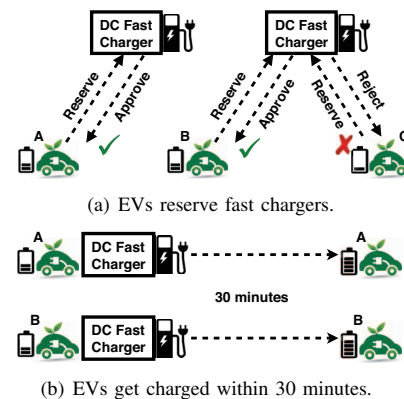 DC Fast
Charger
DC Fast
Charger
Reserve
Approve
Reserve
Approve
Reserve
Reject
A
B
C
(a) EVs reserve fast chargers.
A
DC Fast
Charger
A
30 minutes
B
DC Fast
Charger
B
(b) EVs get charged within 30 minutes.